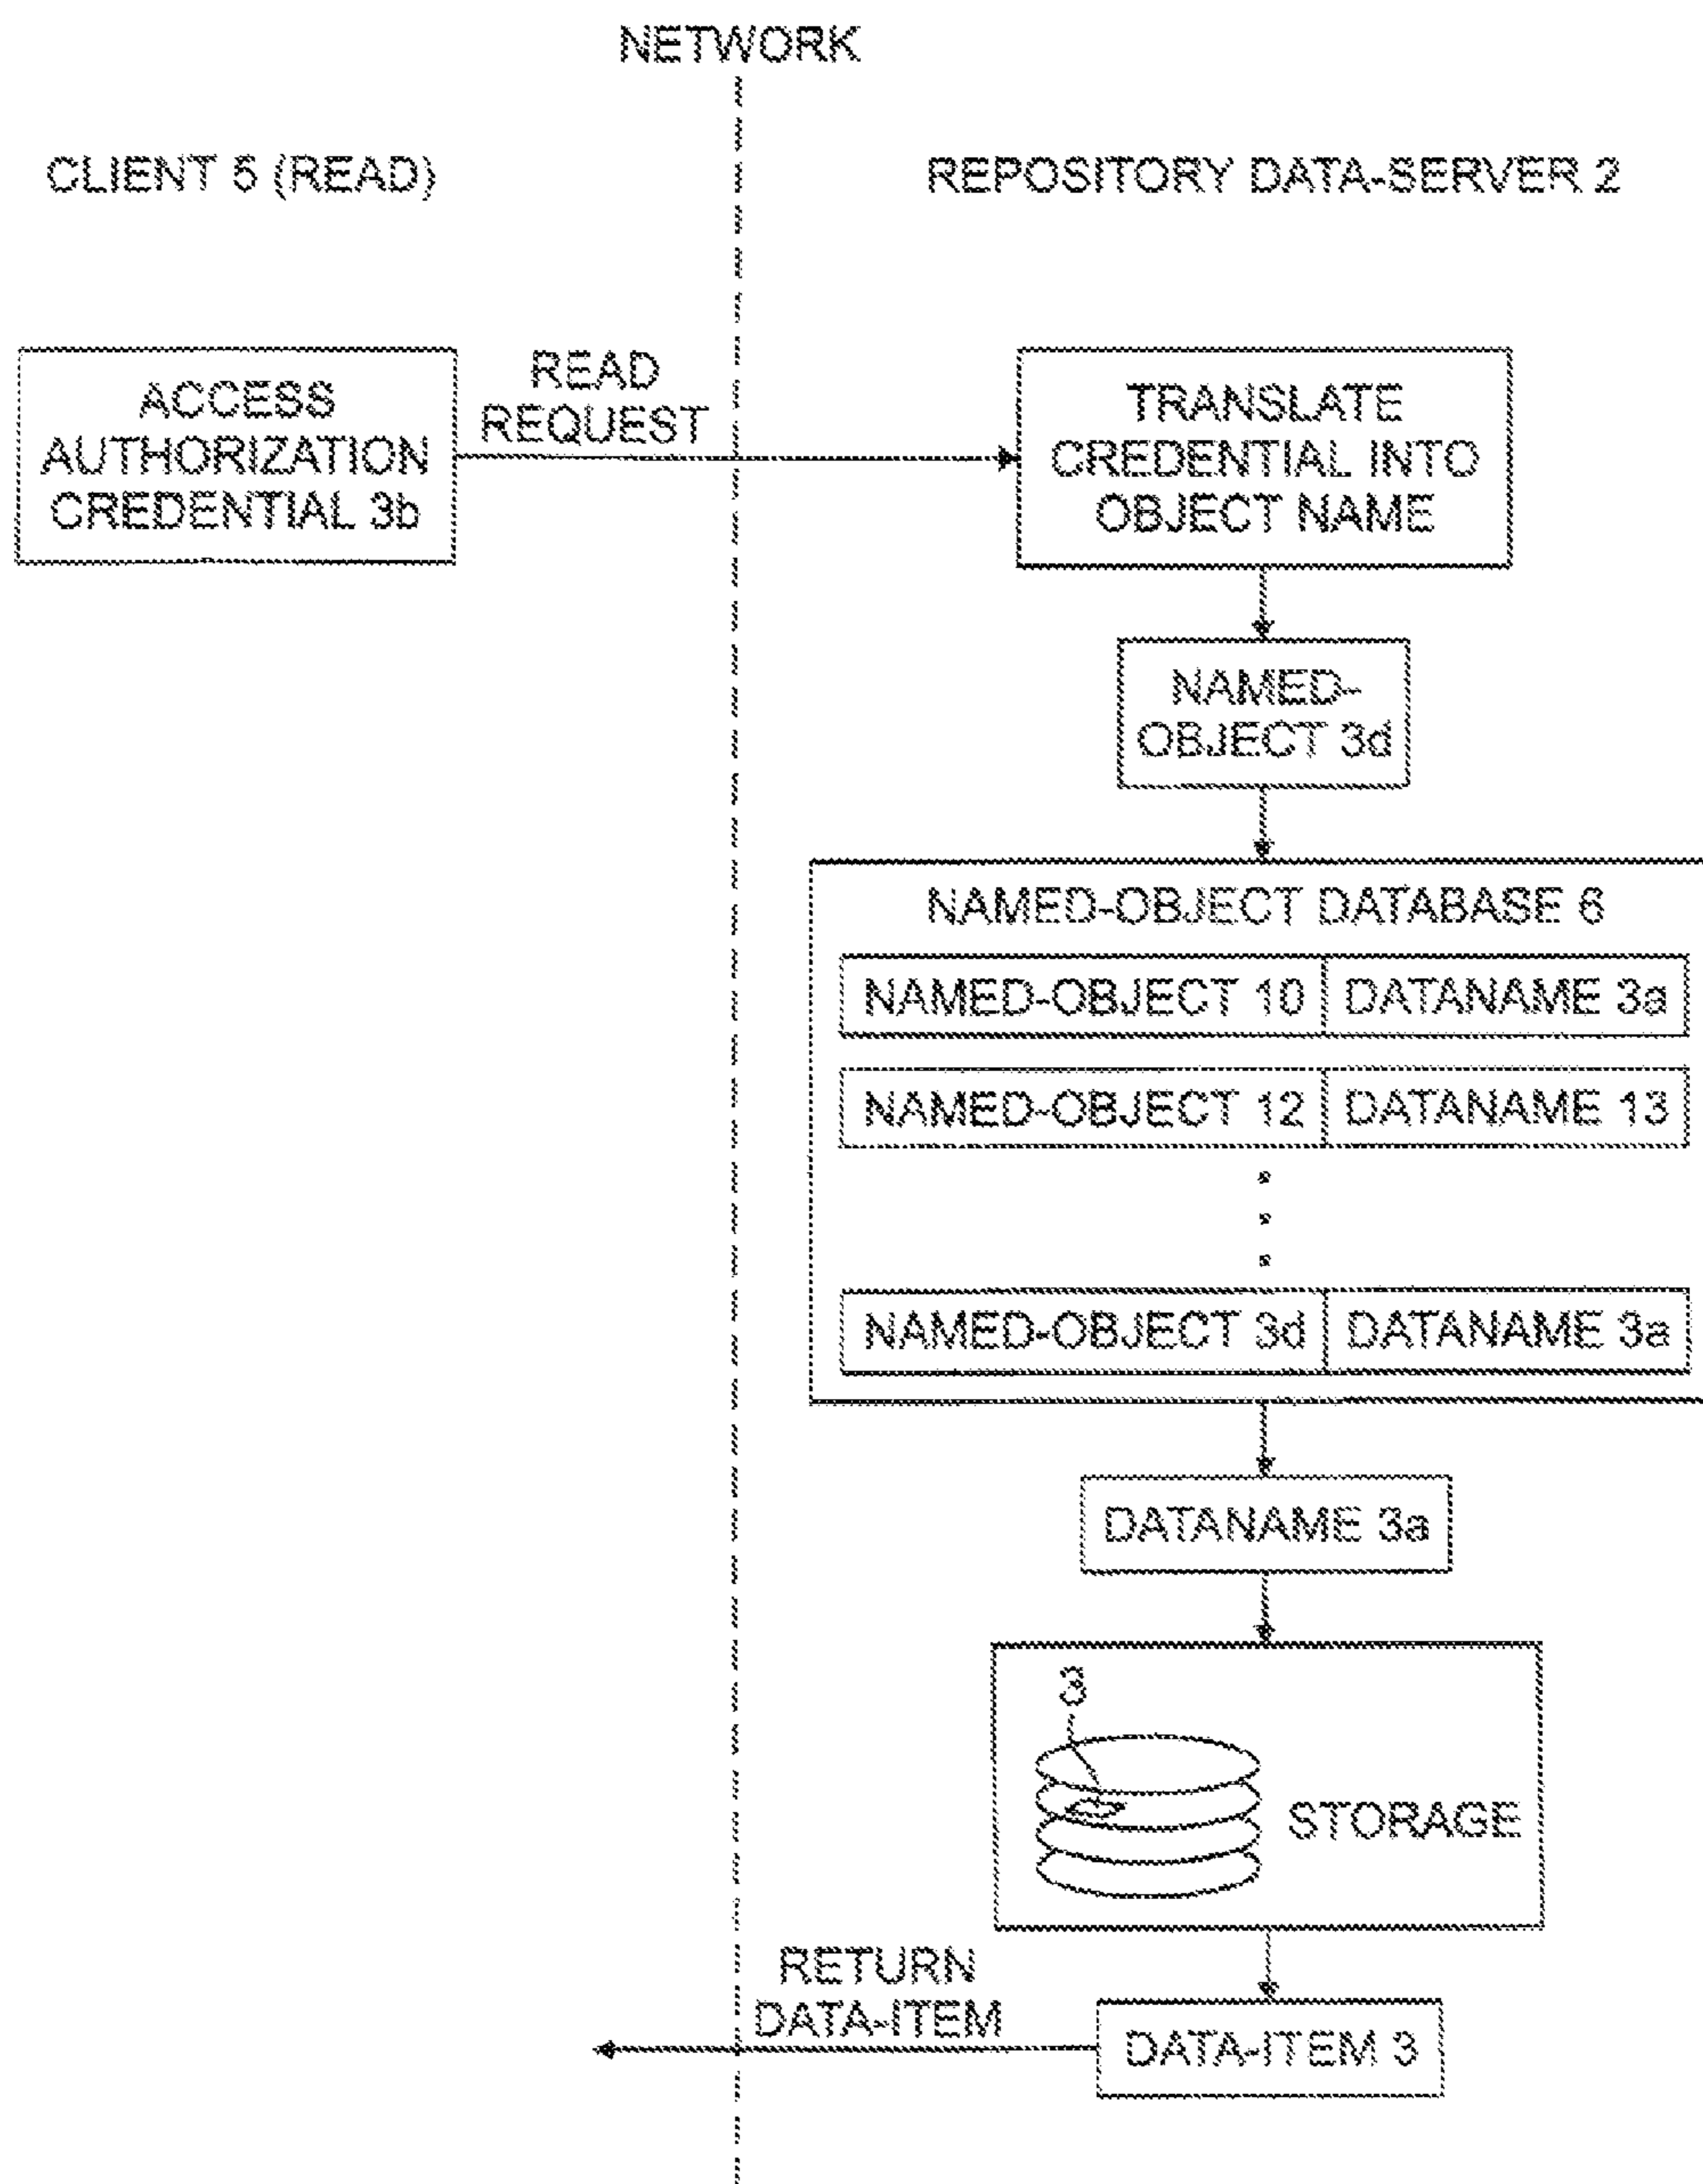 NETWORK
CLIENT 5 (READ)
REPOSITORY DATA-SERVER 2
ACCESS
AUTHORIZATION
CREDENTIAL 3b
READ
REQUEST
TRANSLATE
CREDENTIAL INTO
OBJECT NAME
NAMED-
OBJECT 3d
NAMED-OBJECT DATABASE 6
NAMED-OBJECT 10 DATANAME 3a
NAMED-OBJECT 12 DATANAME 13
NAMED-OBJECT 3d DATANAME 3a
DATANAME 3a
3
STORAGE
RETURN
DATA-ITEM
DATA-ITEM 3